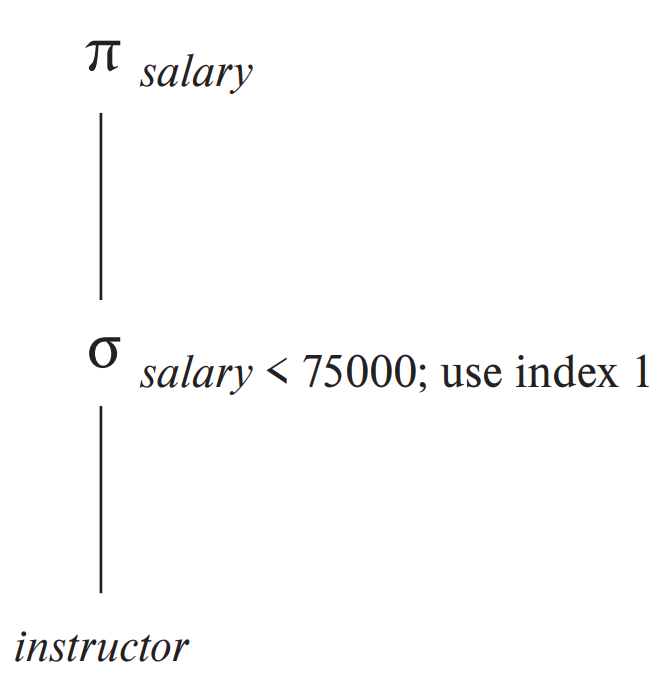 π salary
σ salary < 75000; use index 1
instructor